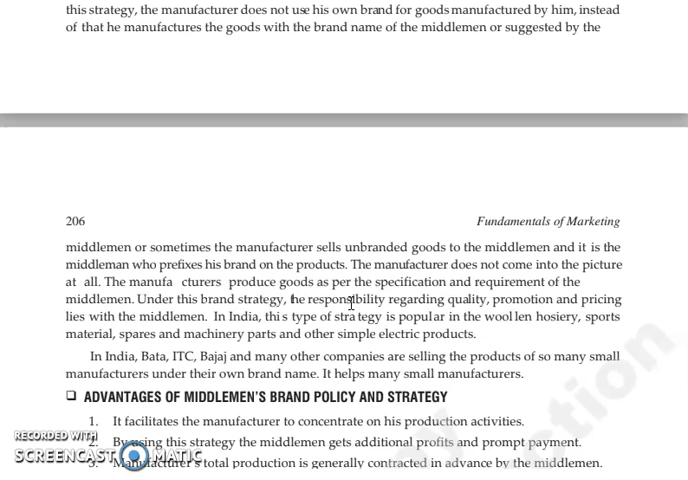 this strategy, the manufacturer does not use his own brand for goods manufactured by him, instead
of that he manufactures the goods with the brand name of the middlemen or suggested by the
206
Fundamentals of Marketing
middlemen or sometimes the manufacturer sells unbranded goods to the middlemen and it is the
middleman who prefixes his brand on the products. The manufacturer does not come into the picture
at all. The manufa cturers produce goods as per the specification and requirement of the
middlemen. Under this brand strategy, the responsibility regarding quality, promotion and pricing
lies with the middlemen. In India, this type of strategy is popular in the woollen hosiery, sports
material, spares and machinery parts and other simple electric products.
In India, Bata, ITC, Bajaj and many other companies are selling the products of so many small
manufacturers under their own brand name. It helps many small manufacturers.
❑ ADVANTAGES OF MIDDLEMEN'S BRAND POLICY AND STRATEGY
1. It facilitates the manufacturer to concentrate on his production activities.
2. By using this strategy the middlemen gets additional profits and prompt payment.
3. Manufacturer's total production is generally contracted in advance by the middlemen.
RECORDED WITH
SCREENCAST MATIC